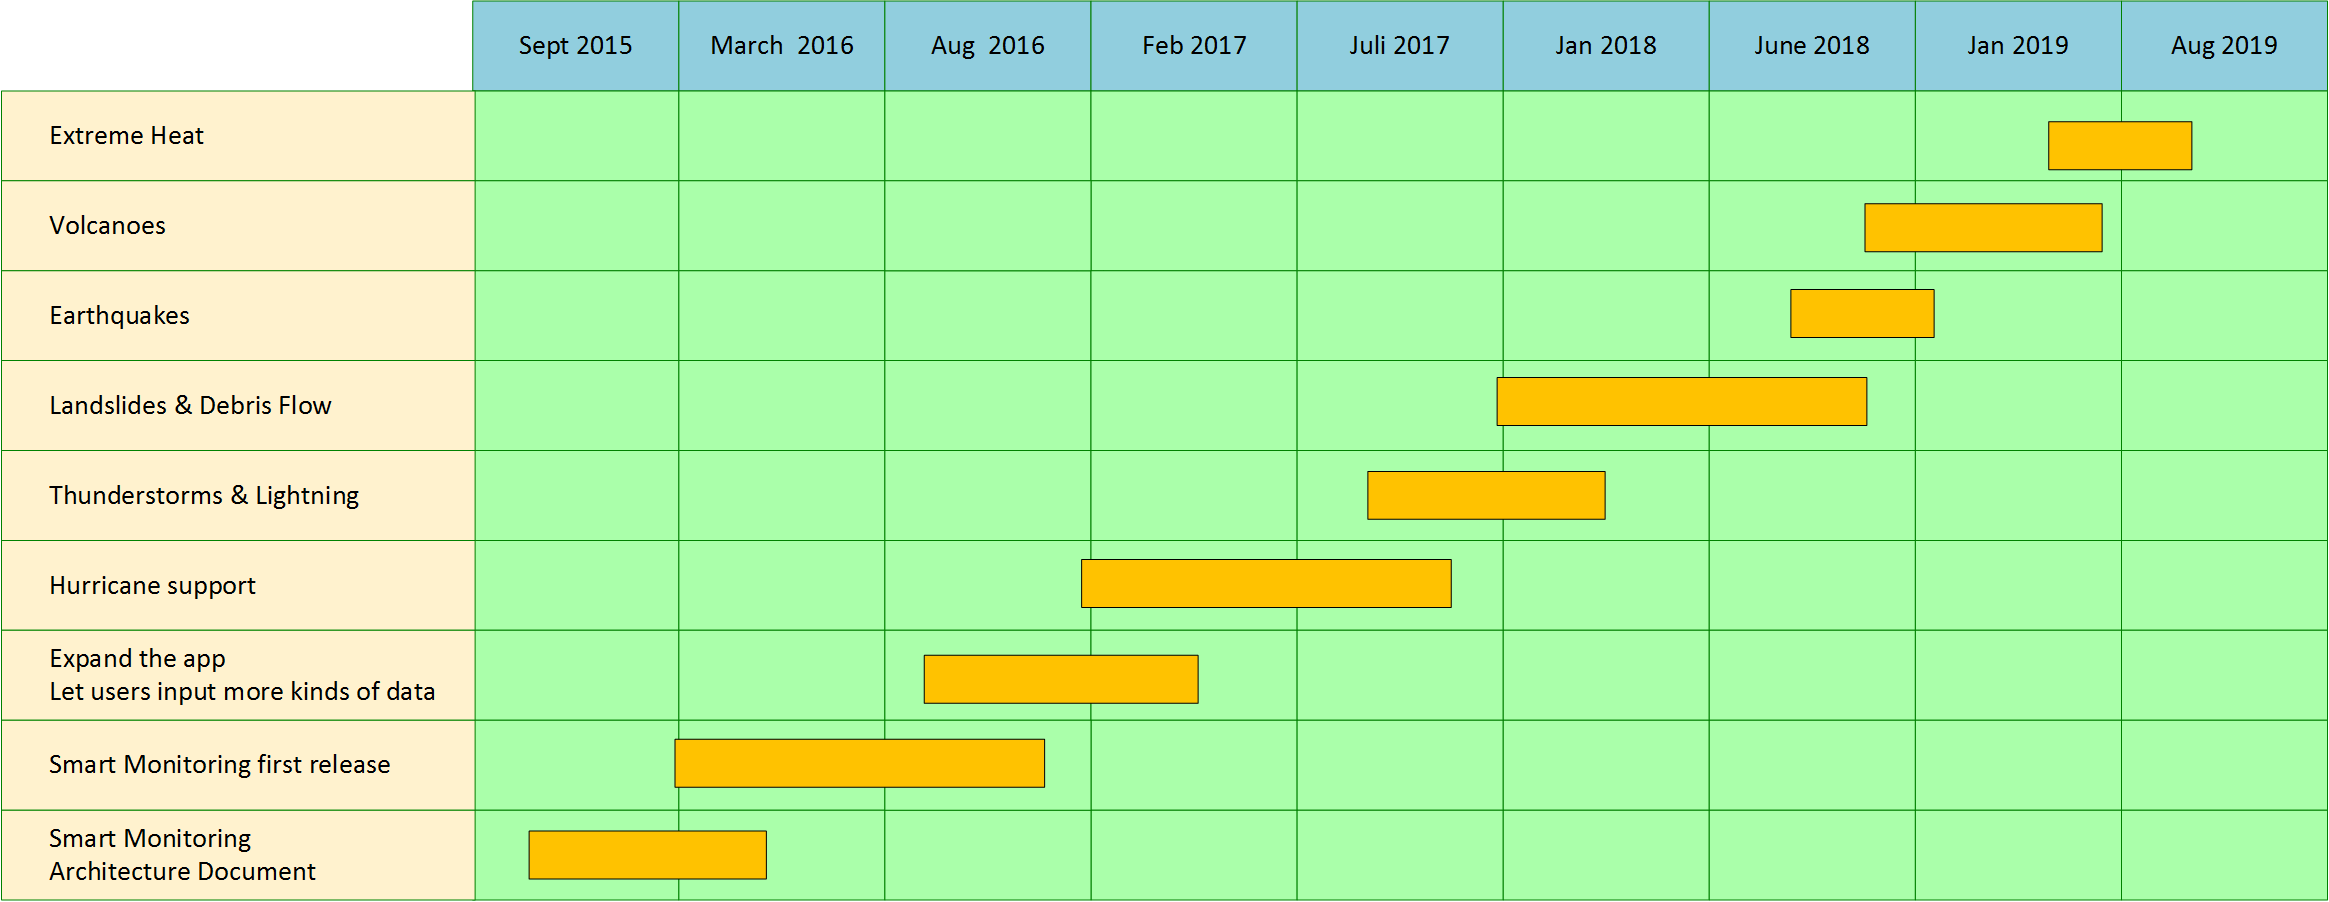 Sept 2015
March  2016
Aug  2016
Feb 2017
Juli 2017
Jan 2018
June 2018
Jan 2019
Aug 2019
Extreme Heat
Volcanoes
Earthquakes
Landslides & Debris Flow
Thunderstorms & Lightning
Hurricane support
Expand the app
Let users input more kinds of data
Smart Monitoring first release
Smart Monitoring
Architecture Document